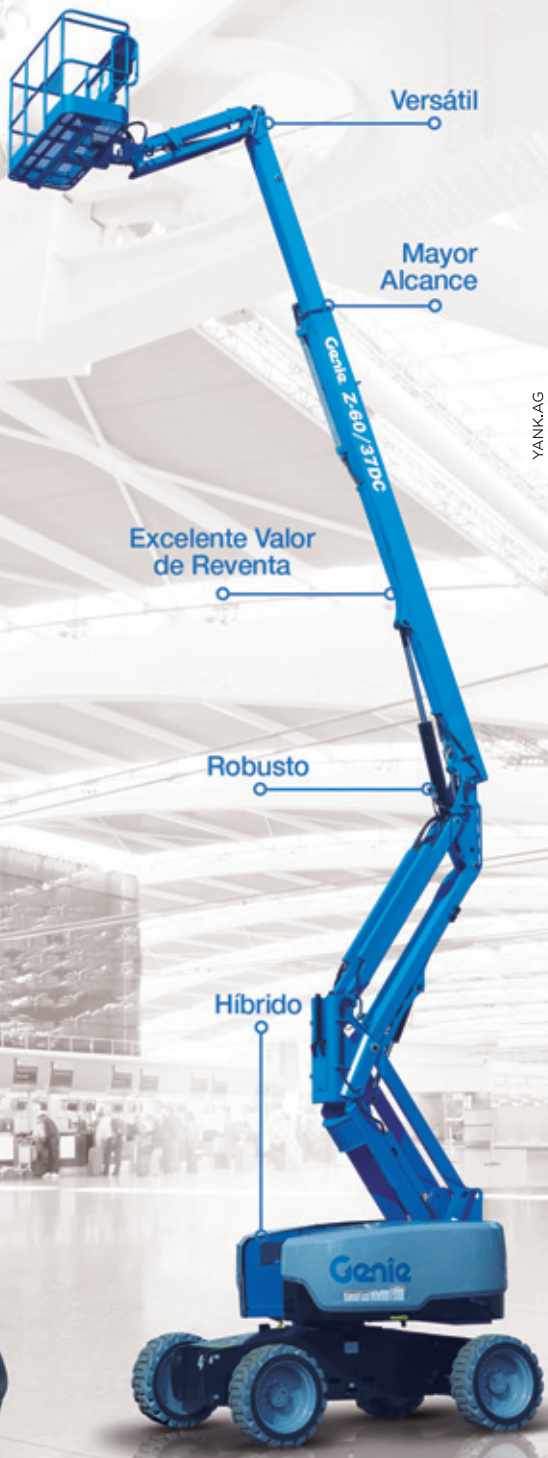 Versátil
Mayor
Alcance
Genie Z-60/37DC
YANK.AG
Excelente Valor
de Reventa
Robusto
Híbrido
Genie